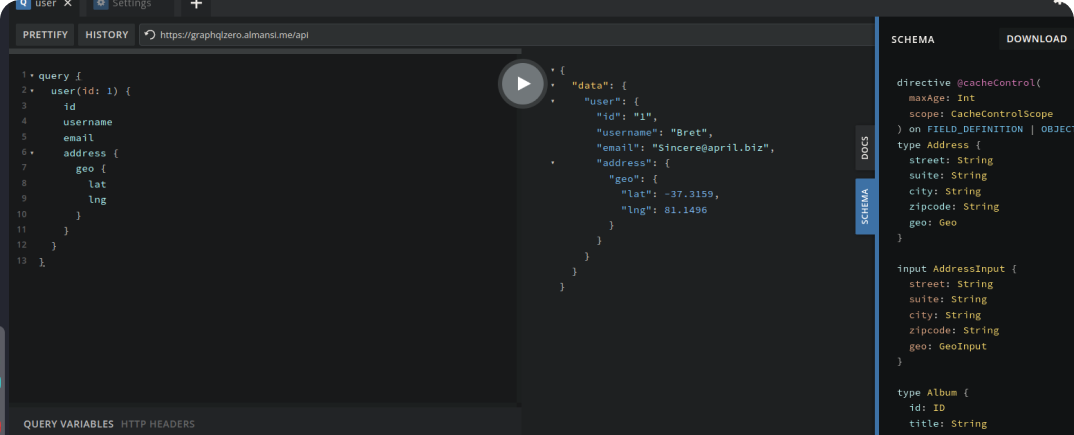 user
Settings
PRETTIFY
HISTORY
https://graphqlzero.almansi.me/api
1 query {
2 user(id: 1) {
3 id
4 username
5 email
6 address {
7 geo {
8 lat
9 lng
10 }
11 }
12 }
13 }
{
"data": {
"user": {
"id": "1",
"username": "Bret",
"email": "Sincere@april.biz",
"address": {
"geo": {
"lat": -37.3159,
"lng": 81.1496
}
}
}
}
}
QUERY VARIABLES HTTP HEADERS
DOCS
SCHEMA
SCHEMA
DOWNLOAD
directive @cacheControl(
maxAge: Int
scope: CacheControlScope
) on FIELD_DEFINITION | OBJECT
type Address {
street: String
suite: String
city: String
zipcode: String
geo: Geo
}
input AddressInput {
street: String
suite: String
city: String
zipcode: String
geo: GeoInput
}
type Album {
id: ID
title: String